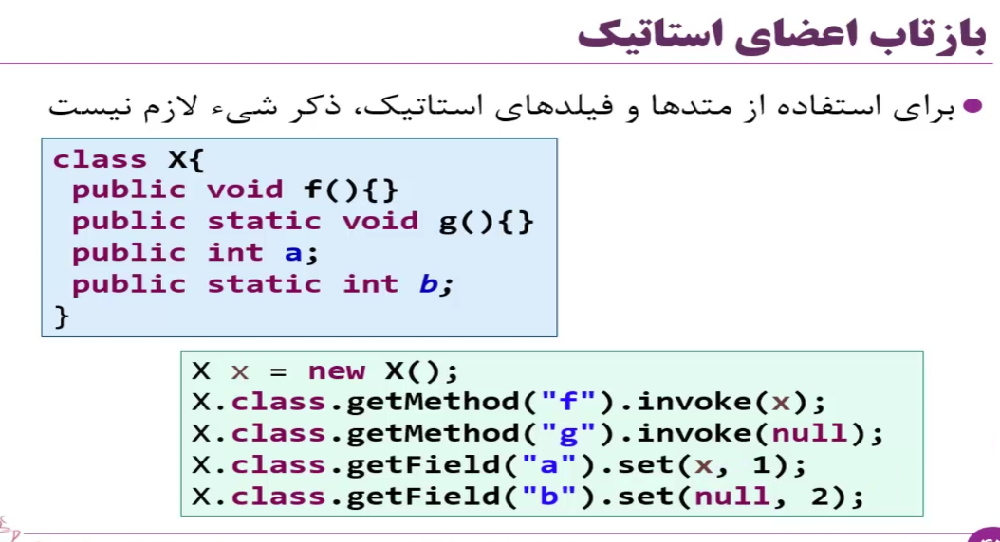 بازتاب اعضای استاتیک
برای استفاده از متدها و فیلدهای استاتیک، ذکر شیء لازم نیست
class X{
public void f(){}
public static void g(){}
public int a;
public static int b;
}
X x = new X();
X.class.getMethod("f").invoke(x);
X.class.getMethod("g").invoke(null);
X.class.getField("a").set(x, 1);
X.class.getField("b").set(null, 2);